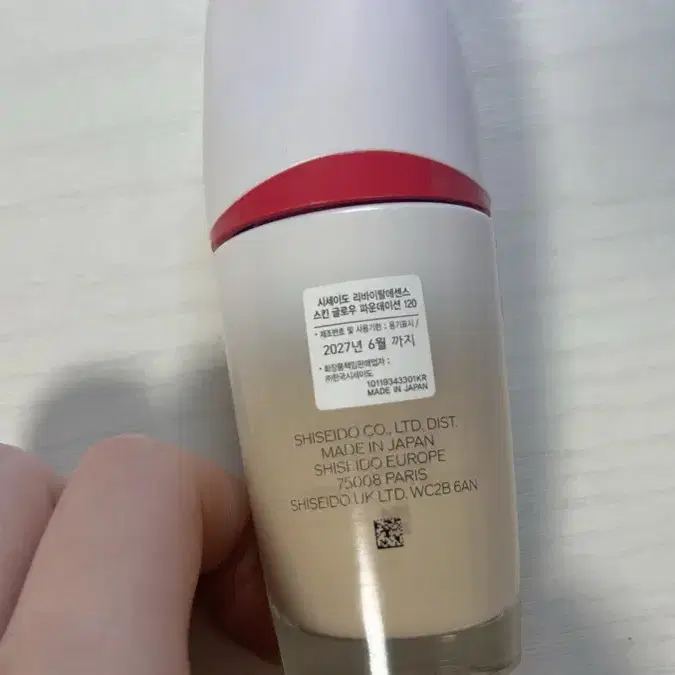 시세이도 리바이탈에센스
스킨 글로우 파운데이션 120
• 제조번호 및 사용기한 : 용기표시 /
2027년 6월 까지
• 화장품책임판매업자 :
㈜한국시세이도
10119343301KR
MADE IN JAPAN
SHISEIDO CO., LTD. DIST.
MADE IN JAPAN
SHISEIDO EUROPE
75008 PARIS
SHISEIDO UK LTD. WC2B 6AN